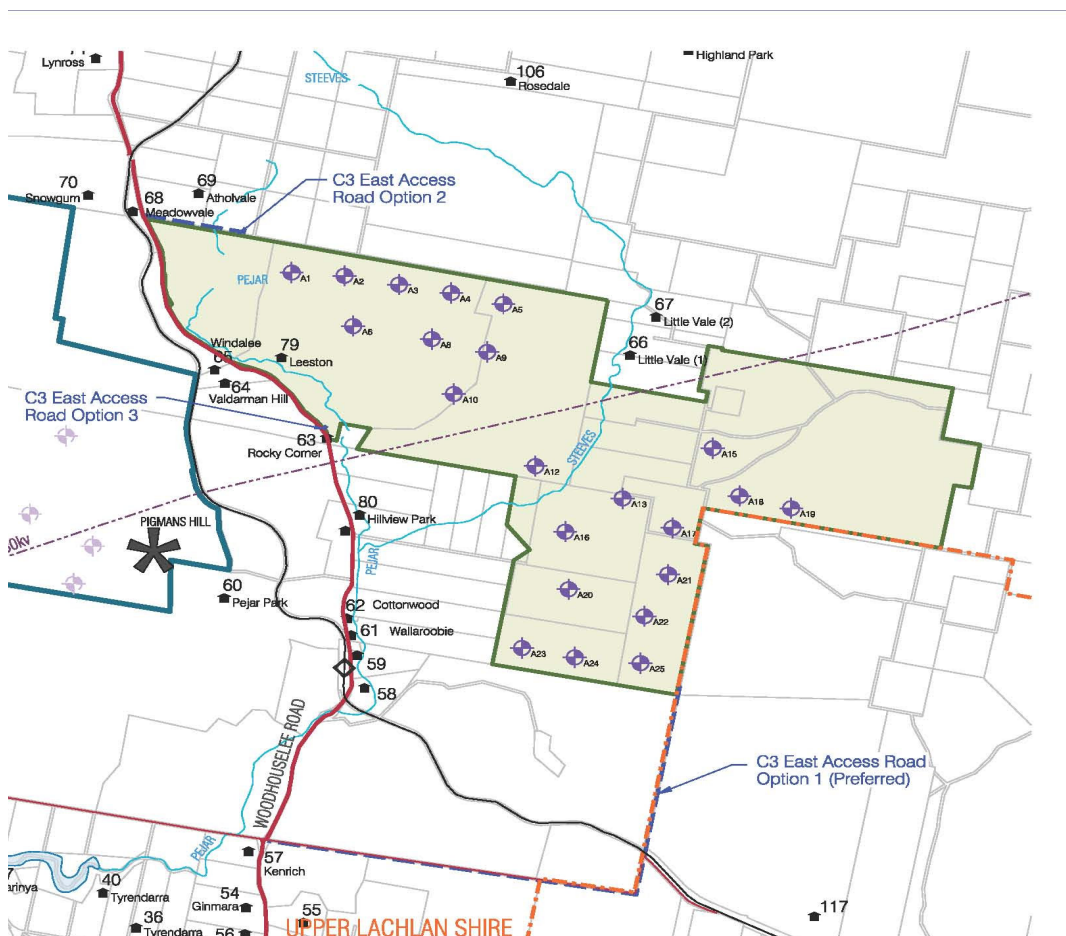 Lynross
Highland Park
STEEVES
106
Rosedale
70
Snowgum
69
Atholvale
68
Meadowvale
C3 East Access
Road Option 2
PEJAR
A1
A2
A3
A4
A5
A6
A8
A9
A10
67
Little Vale (2)
66
Little Vale (1)
Windalee
65
79
Leeston
64
Valdarman Hill
C3 East Access
Road Option 3
63
Rocky Corner
STEEVES
A12
A13
A15
A18
A19
A16
A17
80
Hillview Park
PIGMANS HILL
0kv
PEJAR
A20
A21
A22
A23
A24
A25
60
Pejar Park
62
Cottonwood
61
Wallaroobie
59
58
WOODHOUSELEE ROAD
C3 East Access Road
Option 1 (Preferred)
PEJAR
57
Kenrich
7
arinya
40
Tyrendarra
54
Ginmara
36
Tyrendarra
55
56
UPPER LACHLAN SHIRE
117